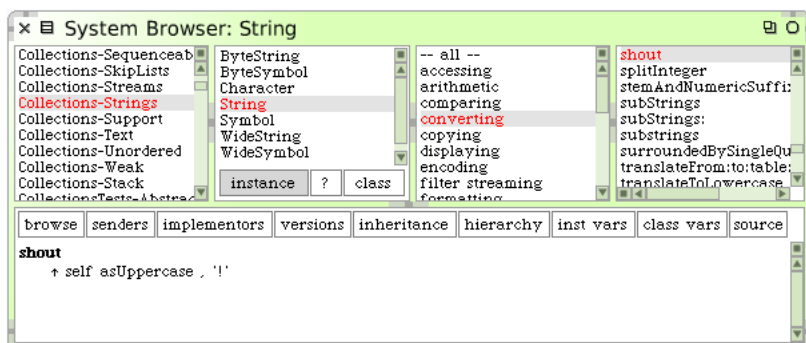 System Browser: String
Collections-Sequenceab
Collections-SkipLists
Collections-Streams
Collections-Strings
Collections-Support
Collections-Text
Collections-Unordered
Collections-Weak
Collections-Stack
CollectionsTests-Abstrac
ByteString
ByteSymbol
Character
String
Symbol
WideString
WideSymbol
instance ? class
-- all --
accessing
arithmetic
comparing
converting
copying
displaying
encoding
filter streaming
formatting
shout
splitInteger
stemAndNumericSuffix
subStrings
subStrings:
substrings
surroundedBySingleQu
translateFrom:to:table:
translateToLowercase
browse senders implementors versions inheritance hierarchy inst vars class vars source
shout
↑ self asUppercase , '!'